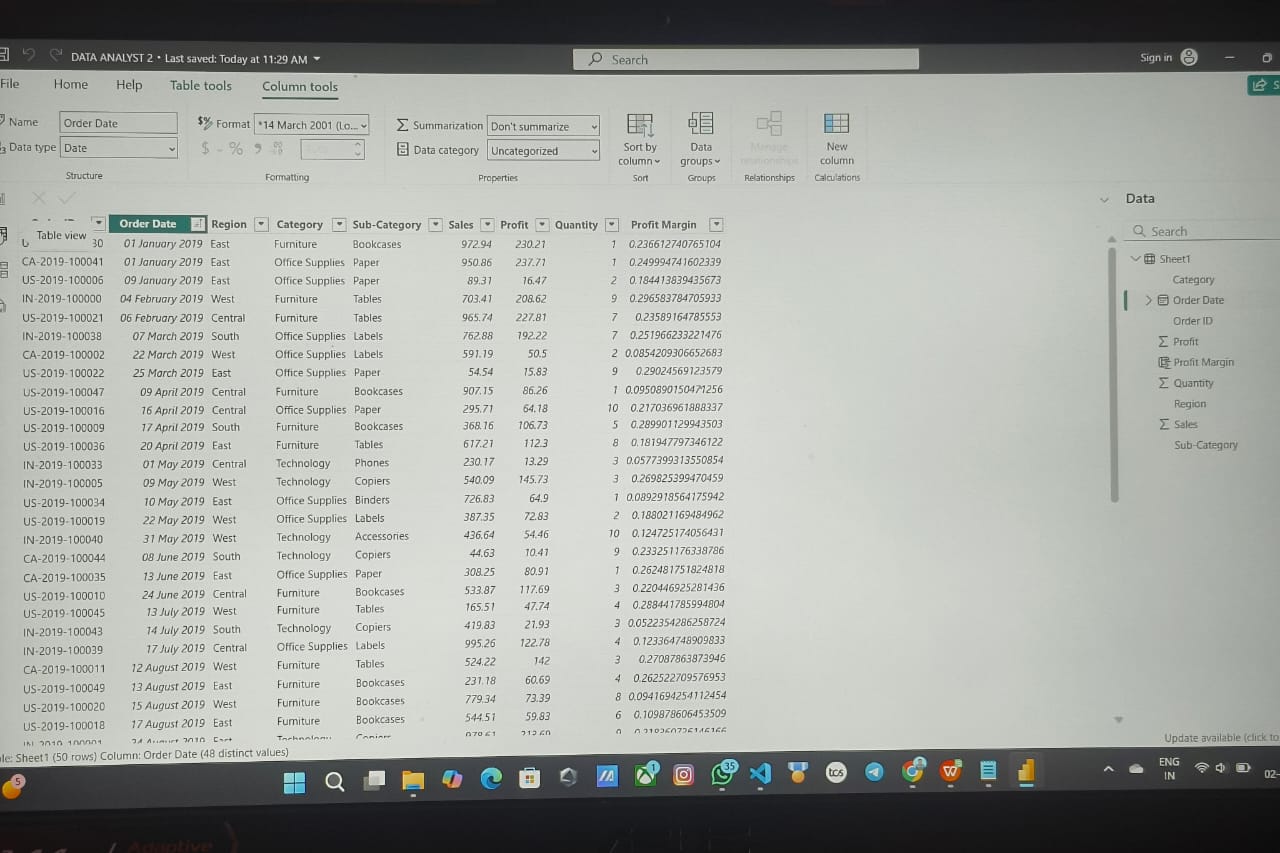 DATA ANALYST 2 • Last saved: Today at 11:29 AM
Search
Sign in
File Home Help Table tools Column tools
Name Order Date
Format *14 March 2001 (Lo...
Summarization Don't summarize
Data type Date
$ % 9
Data category Uncategorized
Sort by column
Data groups
Manage relationships
New column
Structure Formatting Properties Sort Groups Relationships Calculations
Data
Search
Sheet1
Category
Order Date
Order ID
Profit
Profit Margin
Quantity
Region
Sales
Sub-Category
Order Date Region Category Sub-Category Sales Profit Quantity Profit Margin
Table view
30 01 January 2019 East Furniture Bookcases 972.94 230.21 1 0.236612740765104
CA-2019-100041 01 January 2019 East Office Supplies Paper 950.86 237.71 1 0.249994741602339
US-2019-100006 09 January 2019 East Office Supplies Paper 89.31 16.47 2 0.184413839435673
IN-2019-100000 04 February 2019 West Furniture Tables 703.41 208.62 9 0.296583784705933
US-2019-100021 06 February 2019 Central Furniture Tables 965.74 227.81 7 0.23589164785553
IN-2019-100038 07 March 2019 South Office Supplies Labels 762.88 192.22 7 0.251966233221476
CA-2019-100002 22 March 2019 West Office Supplies Labels 591.19 50.5 2 0.0854209306652683
US-2019-100022 25 March 2019 East Office Supplies Paper 54.54 15.83 9 0.29024569123579
US-2019-100047 09 April 2019 Central Furniture Bookcases 907.15 86.26 1 0.0950890150471256
US-2019-100016 16 April 2019 Central Office Supplies Paper 295.71 64.18 10 0.217036961888337
US-2019-100009 17 April 2019 South Furniture Bookcases 368.16 106.73 5 0.289901129943503
US-2019-100036 20 April 2019 East Furniture Tables 617.21 112.3 8 0.181947797346122
IN-2019-100033 01 May 2019 Central Technology Phones 230.17 13.29 3 0.0577399313550854
IN-2019-100005 09 May 2019 West Technology Copiers 540.09 145.73 3 0.269825399470459
US-2019-100034 10 May 2019 East Office Supplies Binders 726.83 64.9 1 0.0892918564175942
US-2019-100019 22 May 2019 West Office Supplies Labels 387.35 72.83 2 0.188021169484962
IN-2019-100040 31 May 2019 West Technology Accessories 436.64 54.46 10 0.124725174056431
CA-2019-100044 08 June 2019 South Technology Copiers 44.63 10.41 9 0.233251176338786
CA-2019-100035 13 June 2019 East Office Supplies Paper 308.25 80.91 1 0.262481751824818
US-2019-100010 24 June 2019 Central Furniture Bookcases 533.87 117.69 3 0.220446925281436
US-2019-100045 13 July 2019 West Furniture Tables 165.51 47.74 4 0.288441785994804
IN-2019-100043 14 July 2019 South Technology Copiers 419.83 21.93 3 0.0522354286258724
IN-2019-100039 17 July 2019 Central Office Supplies Labels 995.26 122.78 4 0.123364748909833
CA-2019-100011 12 August 2019 West Furniture Tables 524.22 142 3 0.27087863873946
US-2019-100049 13 August 2019 East Furniture Bookcases 231.18 60.69 4 0.262522709576953
US-2019-100020 15 August 2019 West Furniture Bookcases 779.34 73.39 8 0.0941694254112454
US-2019-100018 17 August 2019 East Furniture Bookcases 544.51 59.83 6 0.109878606453509
Sheet1 (50 rows) Column: Order Date (48 distinct values)
Update available (click to
5
1
35
tcs
ENG
IN
02-
Adaptive